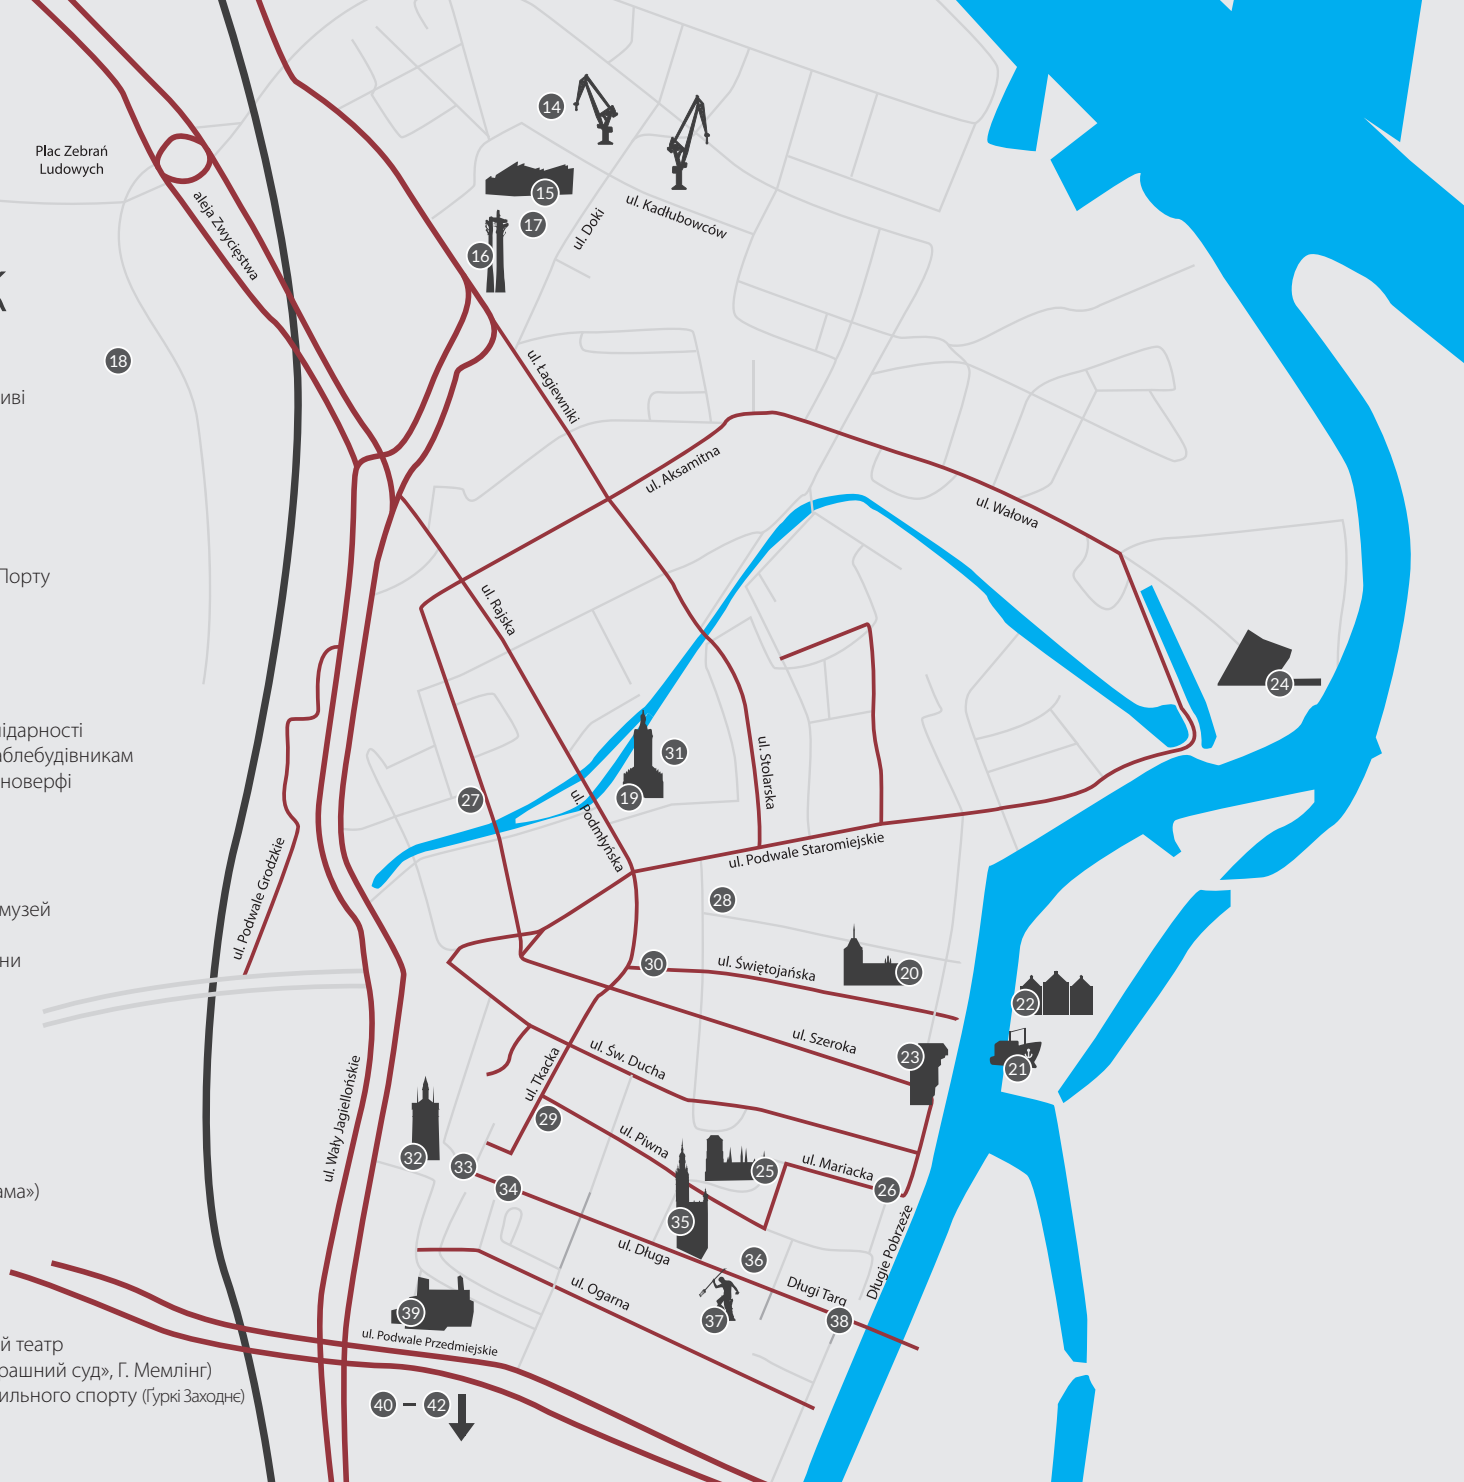 14
Plac Zebrań
Ludowych
15
aleja Zwycięstwa
ul. Kadłubowców
17
ul. Doki
16
18
ul. Łagiewniki
иві
ul. Aksamitna
ul. Wałowa
Порту
ul. Rajska
24
лідарності
31
аблебудівникам
ul. Stolarska
новерфі
27
19
ul. Podmłyńska
ul. Podwale Staromiejskie
ul. Podwale Grodzkie
28
музей
ни
30
ul. Świętojańska
20
22
ul. Szeroka
23
ul. Św. Ducha
21
ul. Tkacka
ul. Wały Jagiellońskie
29
ul. Piwna
32
33
25
ul. Mariacka
34
26
ама»)
35
ul. Długa
36
Długie Pobrzeże
ul. Ogarna
Długi Targ
39
37
38
ul. Podwale Przedmiejskie
й театр
рашний суд», Г. Мемлінг)
ильного спорту (Ґуркі Заходнє)
40 – 42